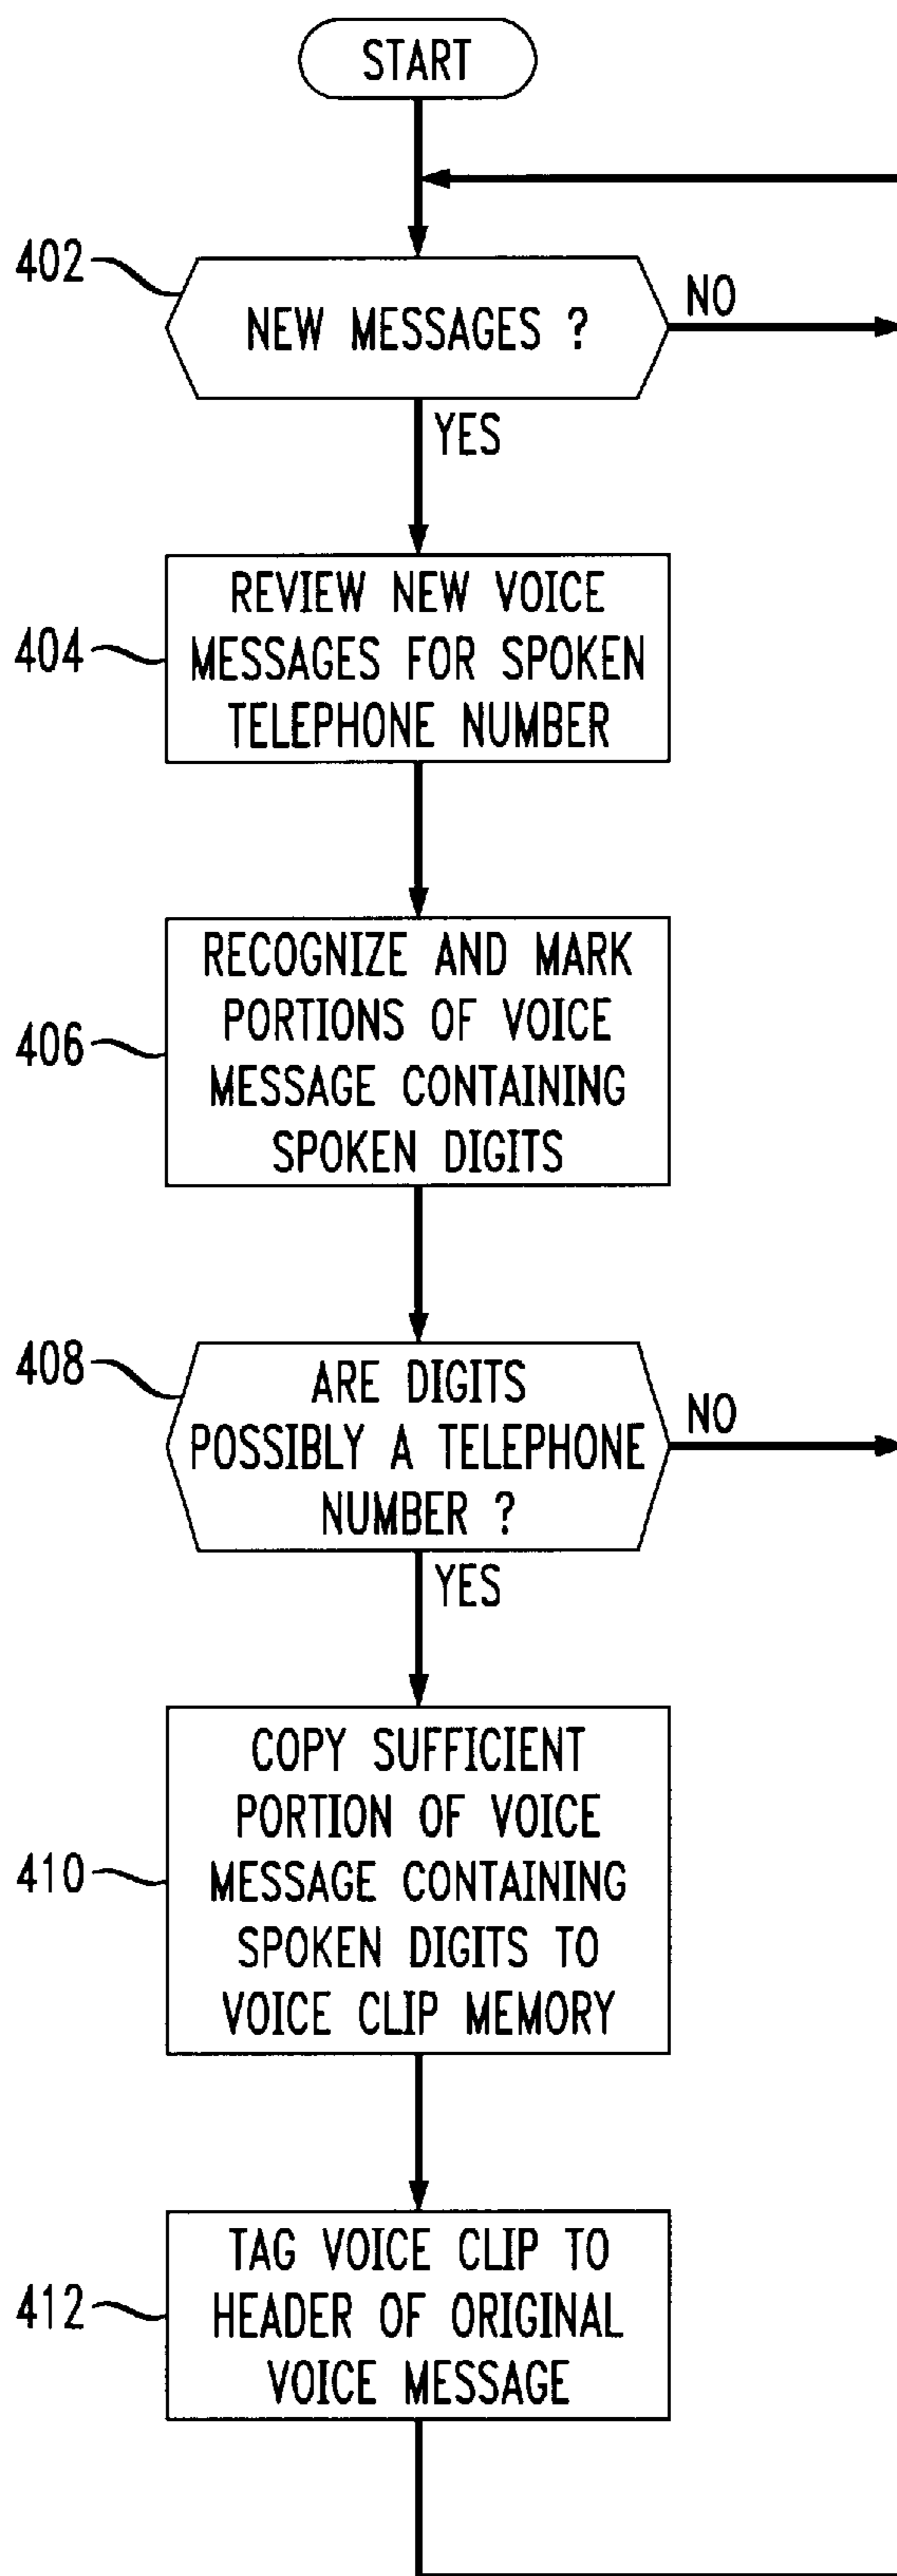 START
402
NEW MESSAGES ?
NO
YES
404
REVIEW NEW VOICE
MESSAGES FOR SPOKEN
TELEPHONE NUMBER
406
RECOGNIZE AND MARK
PORTIONS OF VOICE
MESSAGE CONTAINING
SPOKEN DIGITS
408
ARE DIGITS
POSSIBLY A TELEPHONE
NUMBER ?
NO
YES
410
COPY SUFFICIENT
PORTION OF VOICE
MESSAGE CONTAINING
SPOKEN DIGITS TO
VOICE CLIP MEMORY
412
TAG VOICE CLIP TO
HEADER OF ORIGINAL
VOICE MESSAGE